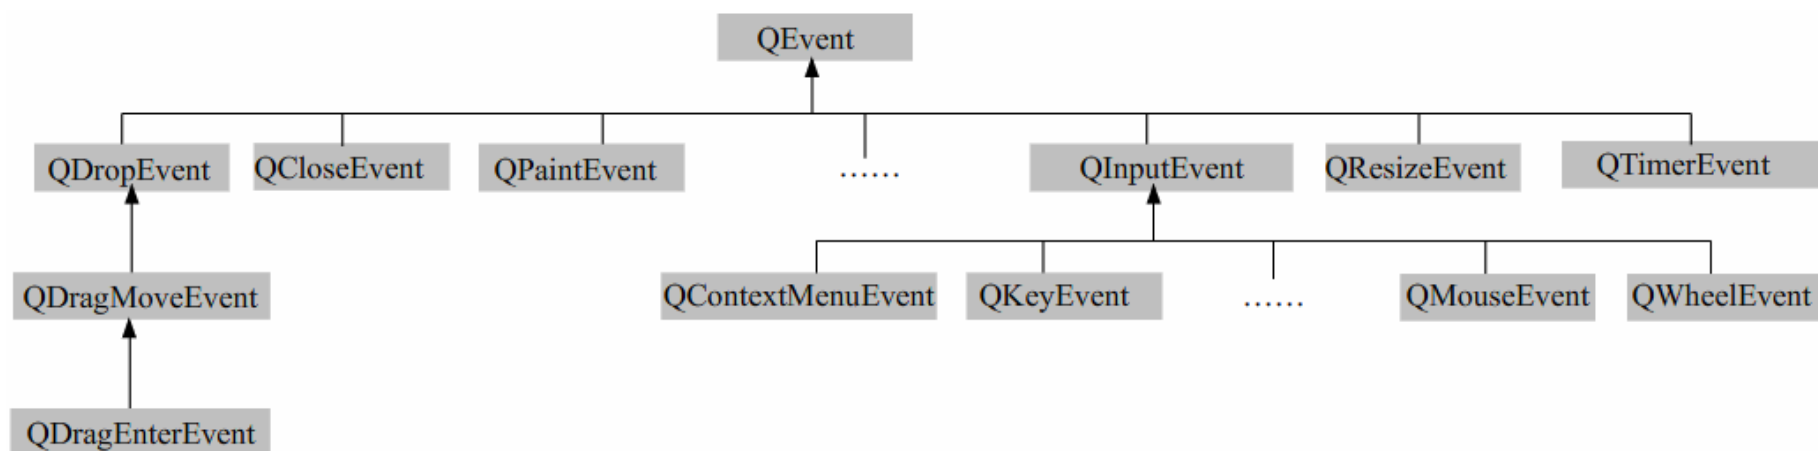 QEvent
QDropEvent QCloseEvent QPaintEvent …… QInputEvent QResizeEvent QTimerEvent
QDragMoveEvent QContextMenuEvent QKeyEvent …… QMouseEvent QWheelEvent
QDragEnterEvent